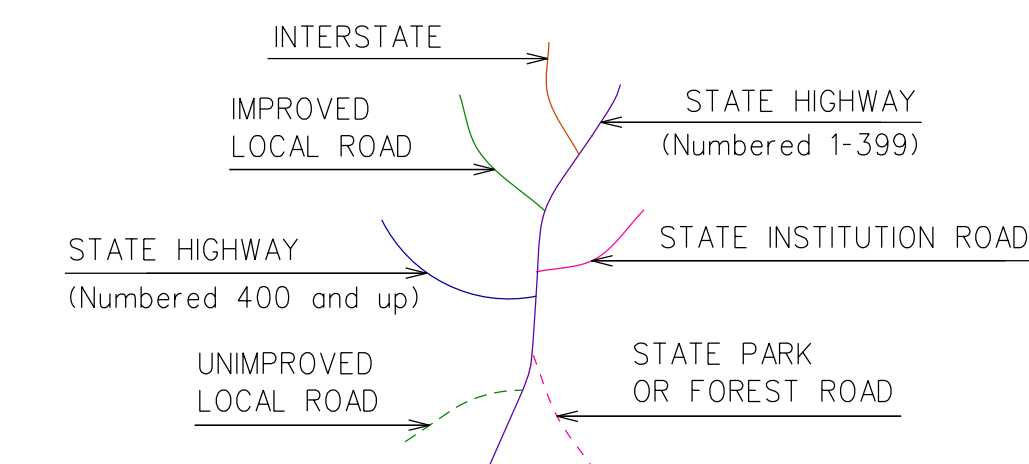 INTERSTATE
IMPROVED
LOCAL ROAD
STATE HIGHWAY
(Numbered 1-399)
STATE HIGHWAY
(Numbered 400 and up)
STATE INSTITUTION ROAD
UNIMPROVED
LOCAL ROAD
STATE PARK
OR FOREST ROAD